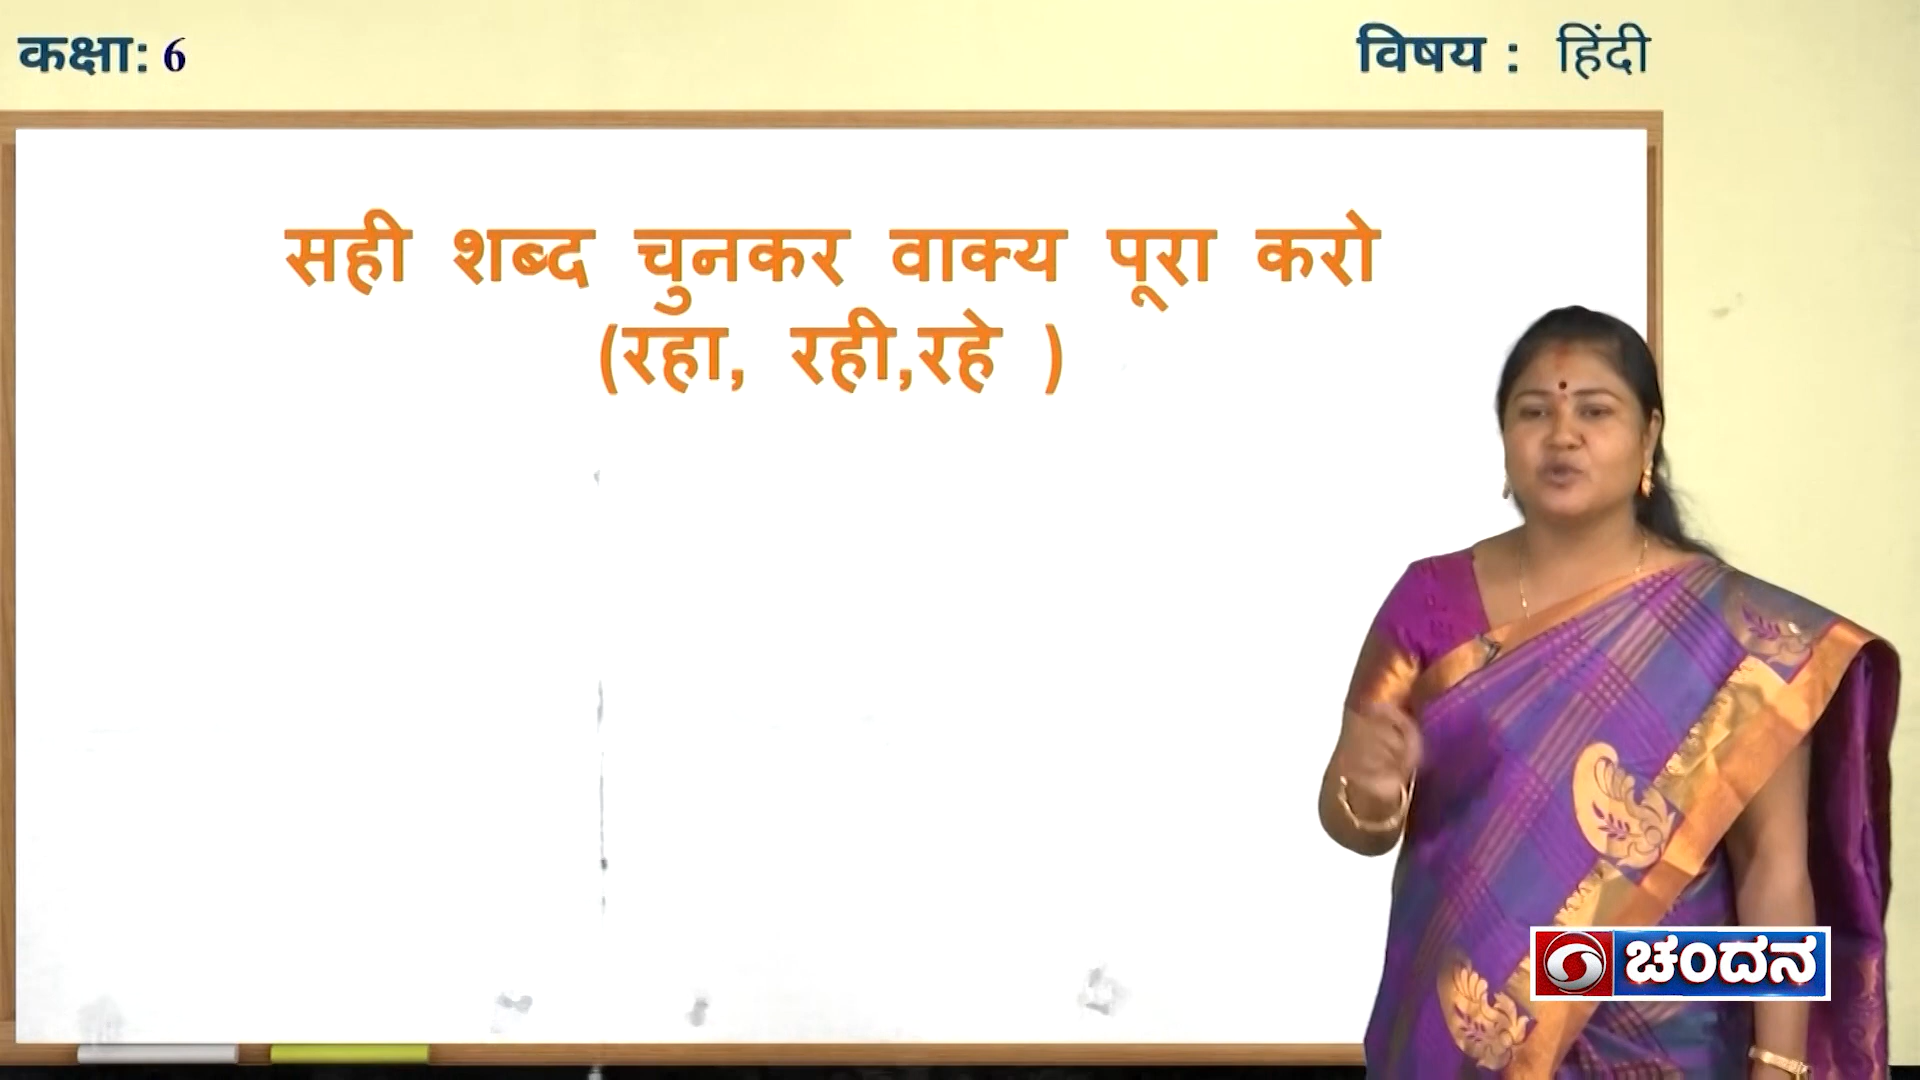 कक्षा: 6
विषय : हिंदी
सही शब्द चुनकर वाक्य पूरा करो
(रहा, रही,रहे )
ಚಂದನ